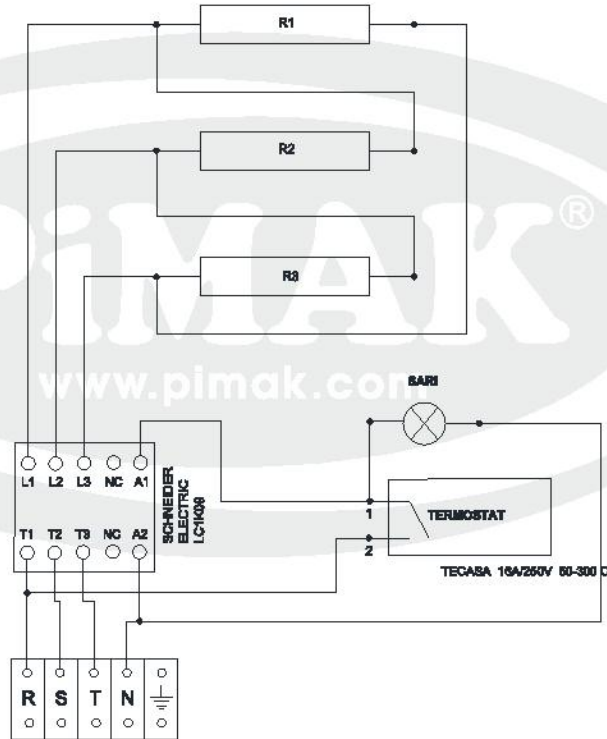 R1
R2
R3
PiMAK®
www.pimak.com
SARI
L1 L2 L3 NC A1
SCHNEIDER
ELECTRIC
LC1K09
1
TERMOSTAT
2
T1 T2 T3 NC A2
TECASA 16A/250V 50-300 C
R S T N